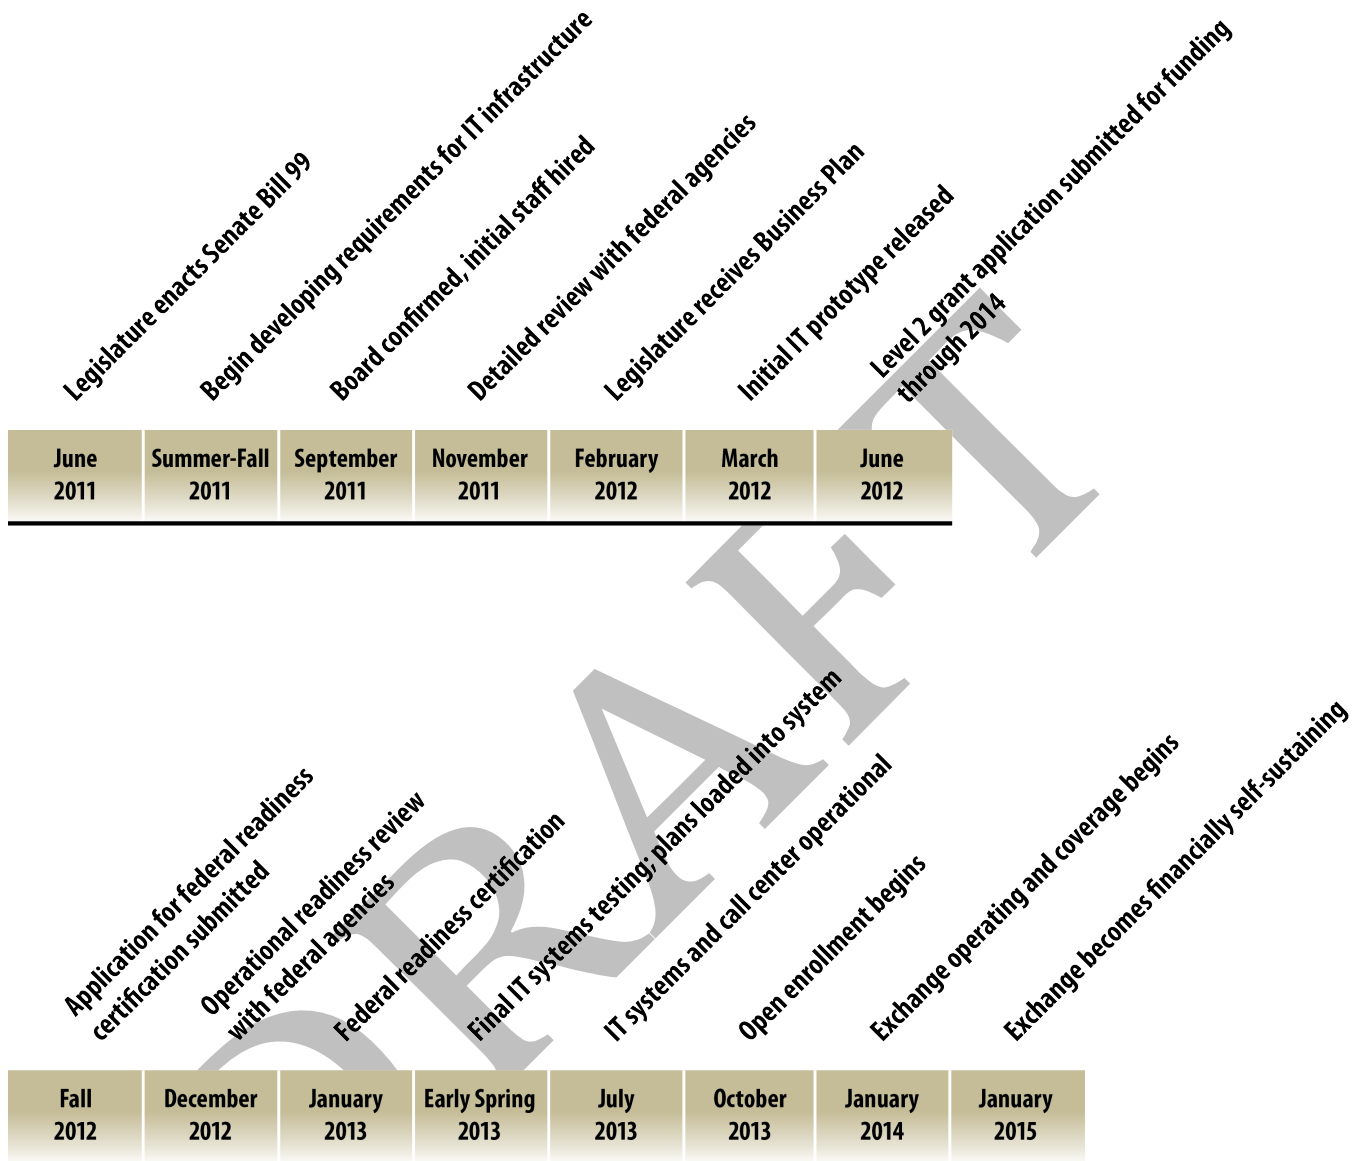 Legislature enacts Senate Bill 99
Begin developing requirements for IT infrastructure
Board confirmed, initial staff hired
Detailed review with federal agencies
Legislature receives Business Plan
Initial IT prototype released
Level 2 grant application submitted for funding
through 2014
June
2011
Summer-Fall
2011
September
2011
November
2011
February
2012
March
2012
June
2012
DRAFT
Application for federal readiness
certification submitted
Operational readiness review
with federal agencies
Federal readiness certification
Final IT systems testing; plans loaded into system
IT systems and call center operational
Open enrollment begins
Exchange operating and coverage begins
Exchange becomes financially self-sustaining
Fall
2012
December
2012
January
2013
Early Spring
2013
July
2013
October
2013
January
2014
January
2015